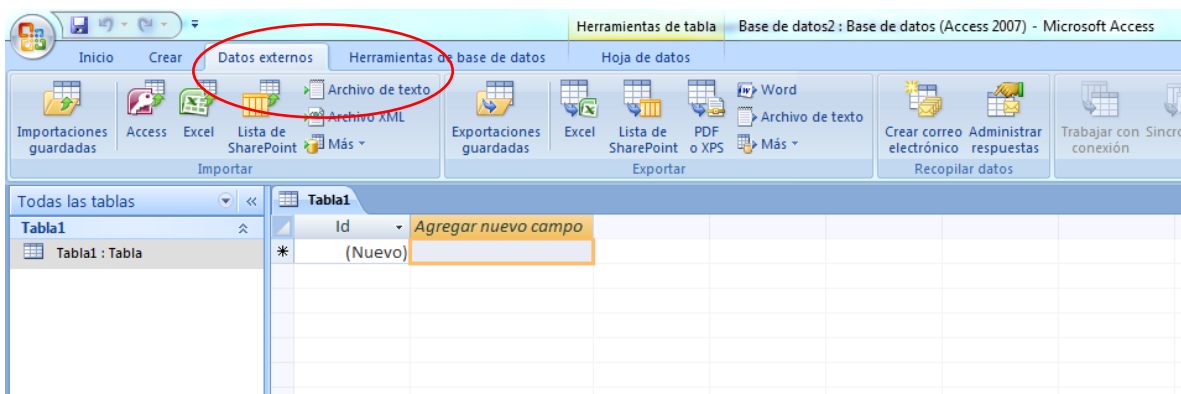 Herramientas de tabla Base de datos2 : Base de datos (Access 2007) - Microsoft Access
Inicio Crear Datos externos Herramientas de base de datos Hoja de datos
Importaciones guardadas
Access
Excel
Lista de SharePoint
Archivo de texto
Archivo XML
Más
Importar
Exportaciones guardadas
Excel
Lista de SharePoint
PDF o XPS
Word
Archivo de texto
Más
Exportar
Crear correo electrónico
Administrar respuestas
Recopilar datos
Trabajar con conexión
Sincro
Todas las tablas «
Tabla1
Tabla1 : Tabla
Tabla1
Id Agregar nuevo campo
* (Nuevo)